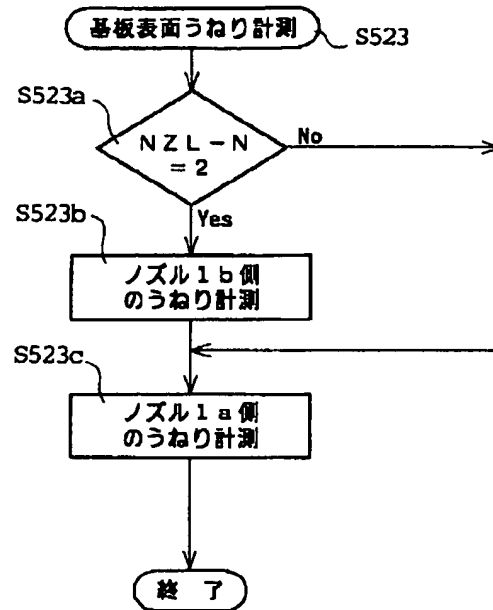 基板表面うねり計測
S523
S523a
NZL-N
=2
No
Yes
S523b
ノズル1b側
のうねり計測
S523c
ノズル1a側
のうねり計測
終了